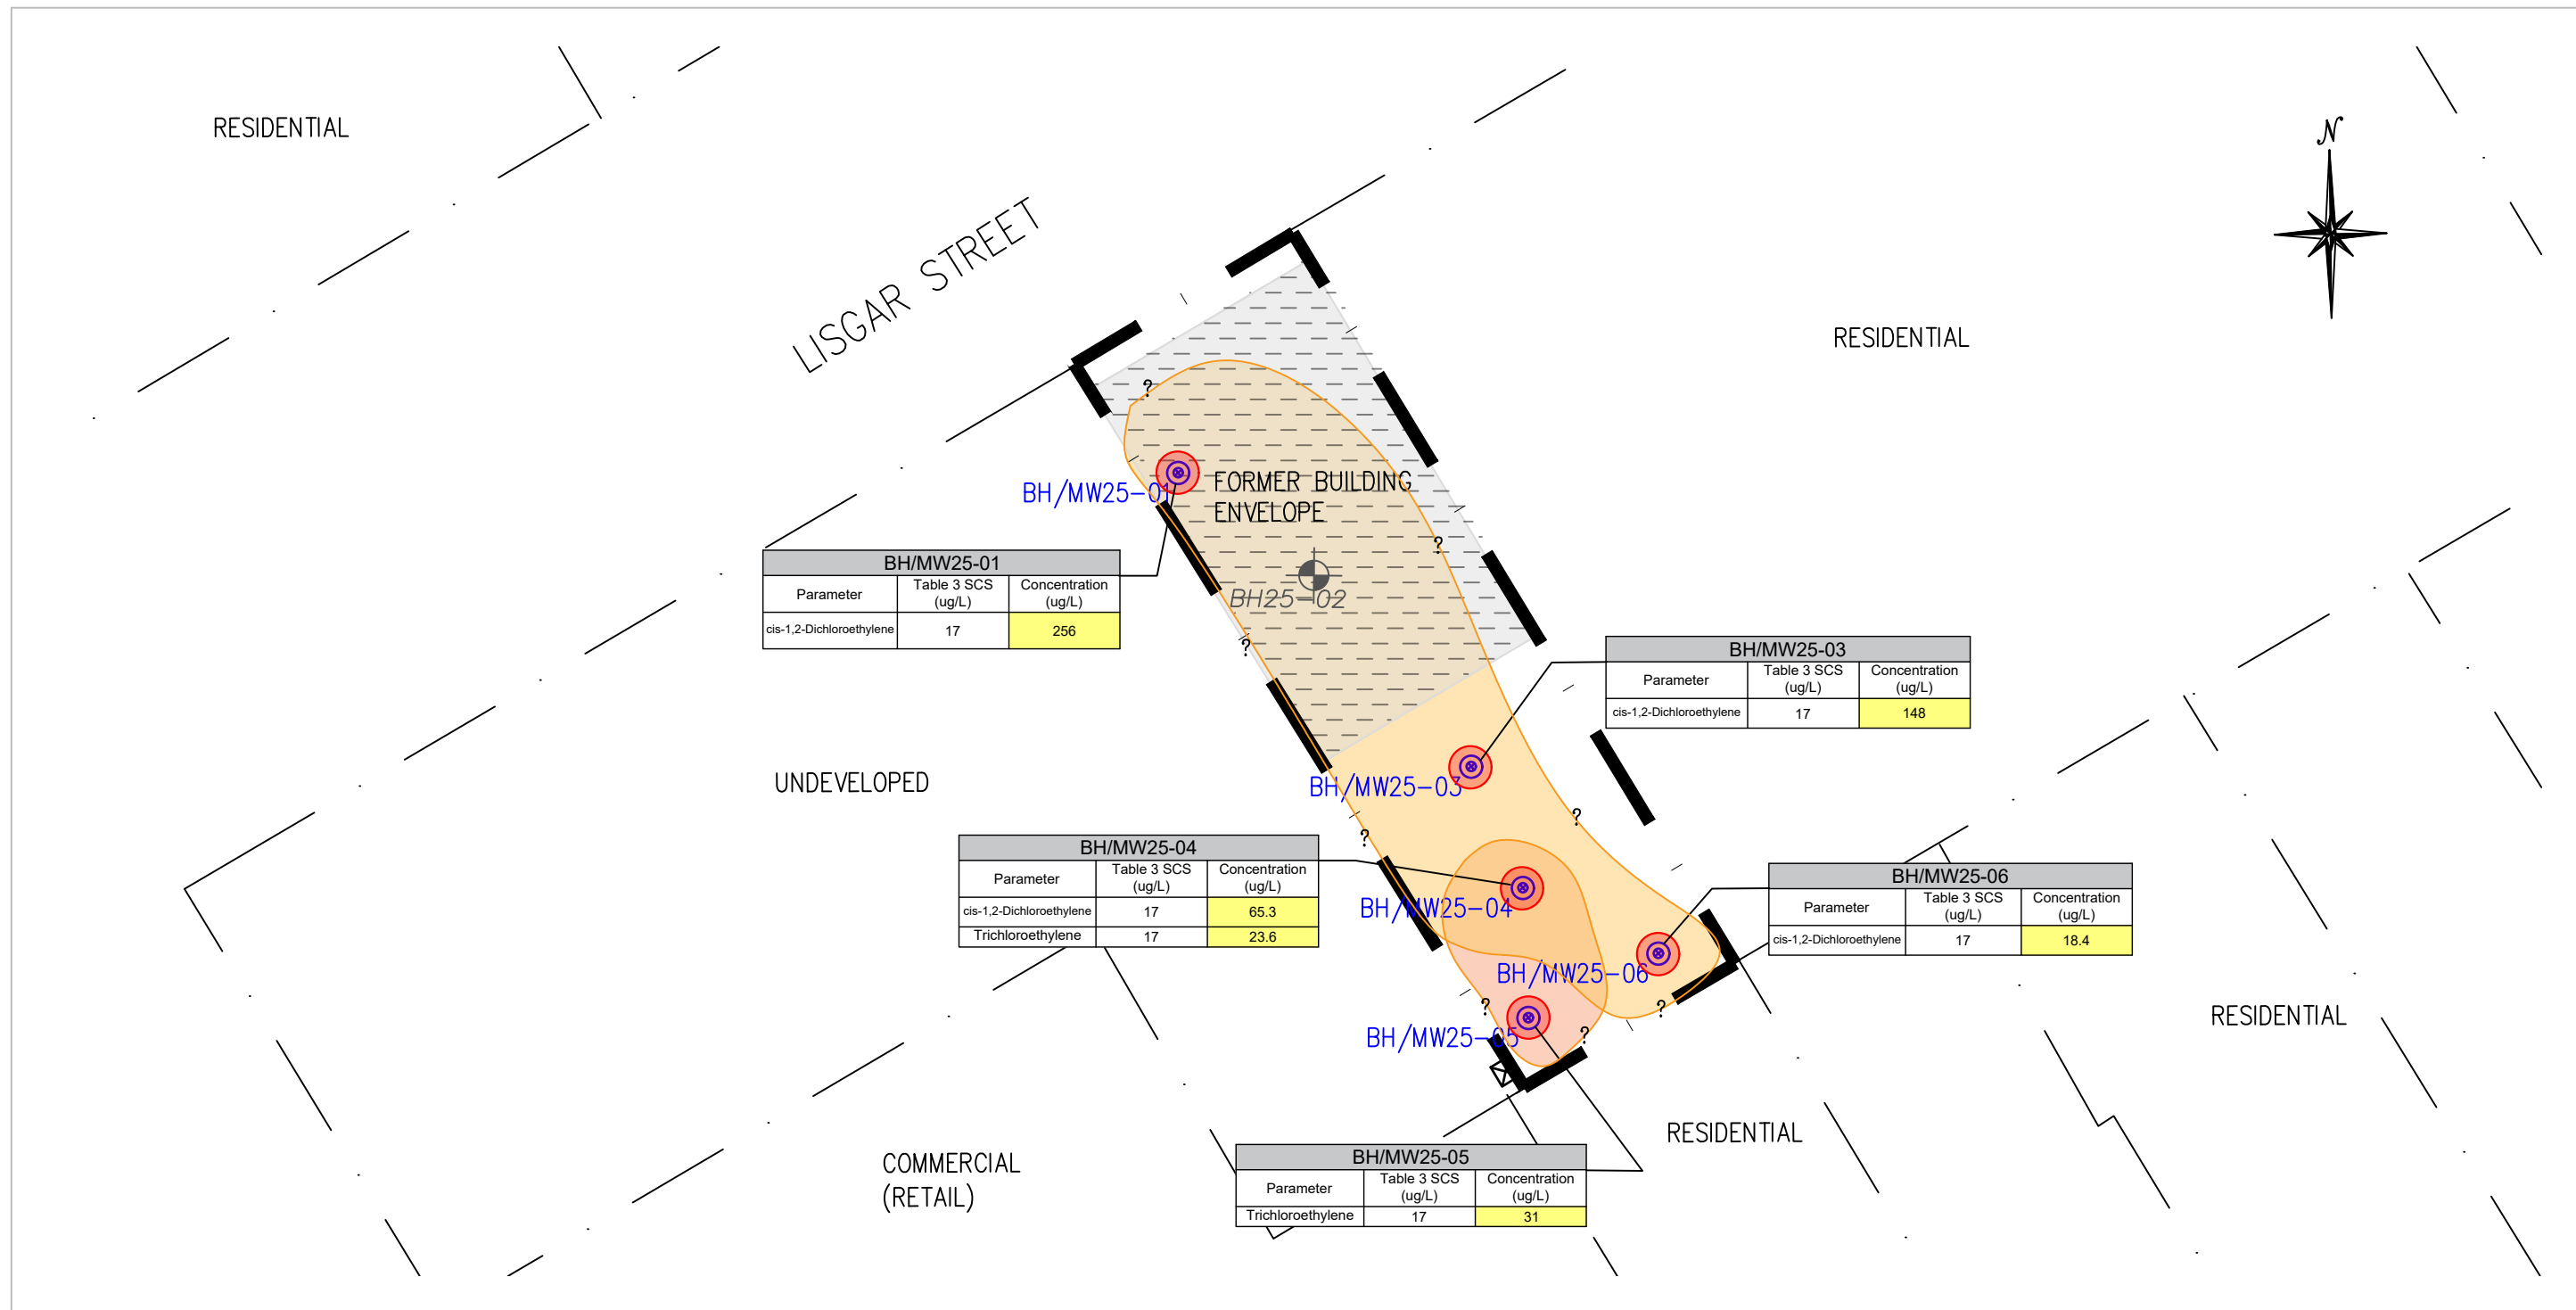 N
RESIDENTIAL
LISGAR STREET
RESIDENTIAL
?
BH/MW25-01
FORMER BUILDING
ENVELOPE
?
BH25-02
BH/MW25-01
Parameter Table 3 SCS (ug/L) Concentration (ug/L)
cis-1,2-Dichloroethylene 17 256
?
BH/MW25-03
Parameter Table 3 SCS (ug/L) Concentration (ug/L)
cis-1,2-Dichloroethylene 17 148
UNDEVELOPED
BH/MW25-03
?
?
BH/MW25-04
Parameter Table 3 SCS (ug/L) Concentration (ug/L)
cis-1,2-Dichloroethylene 17 65.3
Trichloroethylene 17 23.6
BH/MW25-04
BH/MW25-06
Parameter Table 3 SCS (ug/L) Concentration (ug/L)
cis-1,2-Dichloroethylene 17 18.4
BH/MW25-06
?
?
?
BH/MW25-05
RESIDENTIAL
RESIDENTIAL
COMMERCIAL
(RETAIL)
BH/MW25-05
Parameter Table 3 SCS (ug/L) Concentration (ug/L)
Trichloroethylene 17 31